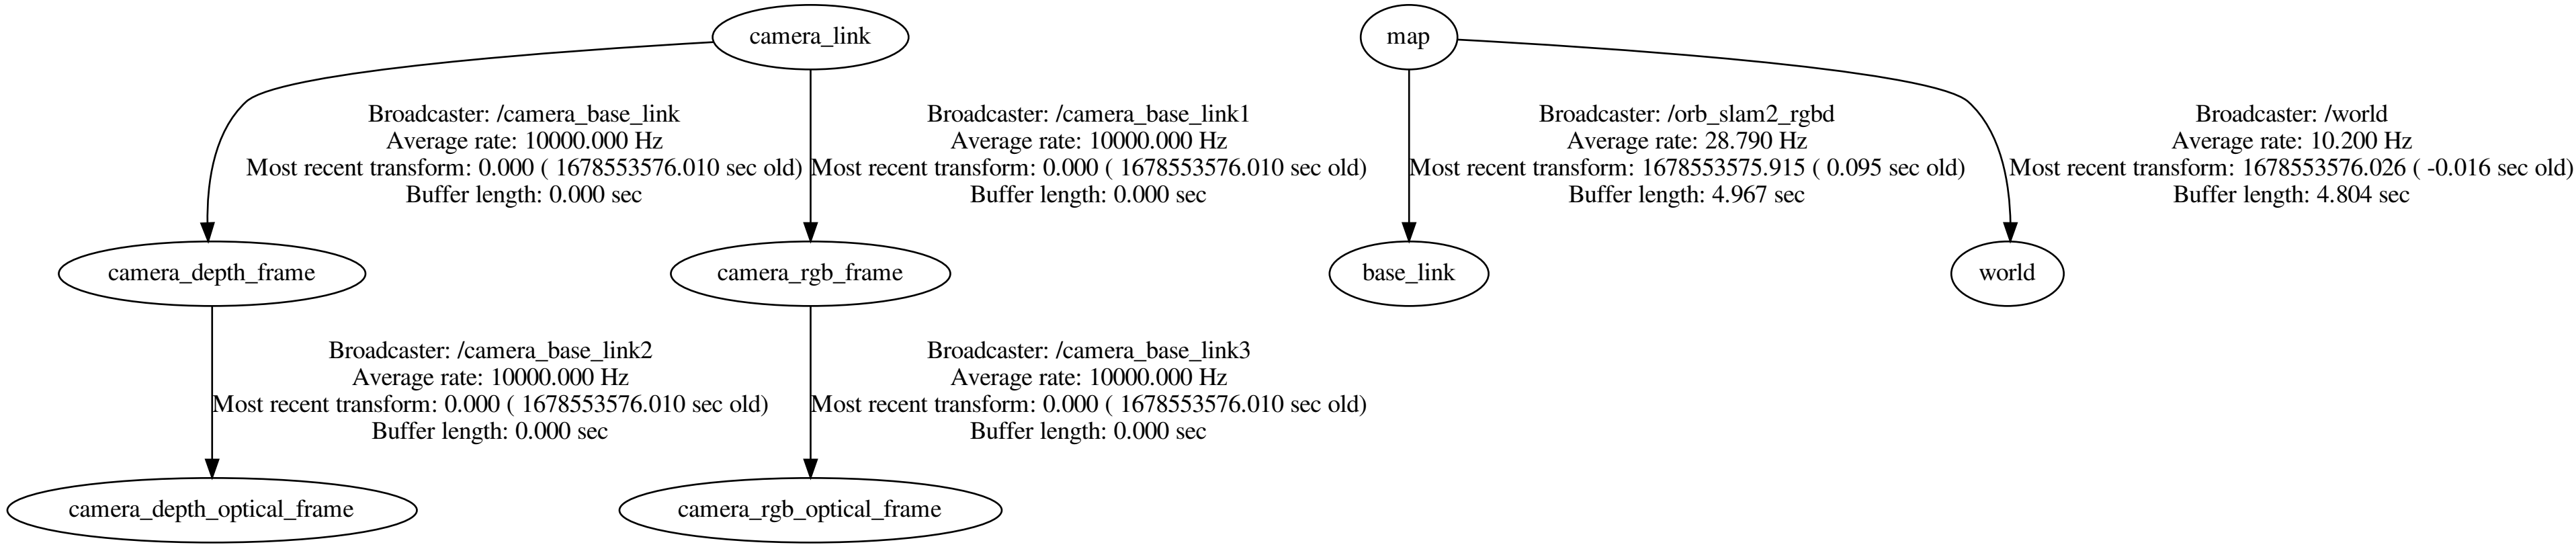 camera_link
map
Broadcaster: /camera_base_link
Average rate: 10000.000 Hz
Most recent transform: 0.000 ( 1678553576.010 sec old)
Buffer length: 0.000 sec
Broadcaster: /camera_base_link1
Average rate: 10000.000 Hz
Most recent transform: 0.000 ( 1678553576.010 sec old)
Buffer length: 0.000 sec
Broadcaster: /orb_slam2_rgbd
Average rate: 28.790 Hz
Most recent transform: 1678553575.915 ( 0.095 sec old)
Buffer length: 4.967 sec
Broadcaster: /world
Average rate: 10.200 Hz
Most recent transform: 1678553576.026 ( -0.016 sec old)
Buffer length: 4.804 sec
camera_depth_frame
camera_rgb_frame
base_link
world
Broadcaster: /camera_base_link2
Average rate: 10000.000 Hz
Most recent transform: 0.000 ( 1678553576.010 sec old)
Buffer length: 0.000 sec
Broadcaster: /camera_base_link3
Average rate: 10000.000 Hz
Most recent transform: 0.000 ( 1678553576.010 sec old)
Buffer length: 0.000 sec
camera_depth_optical_frame
camera_rgb_optical_frame